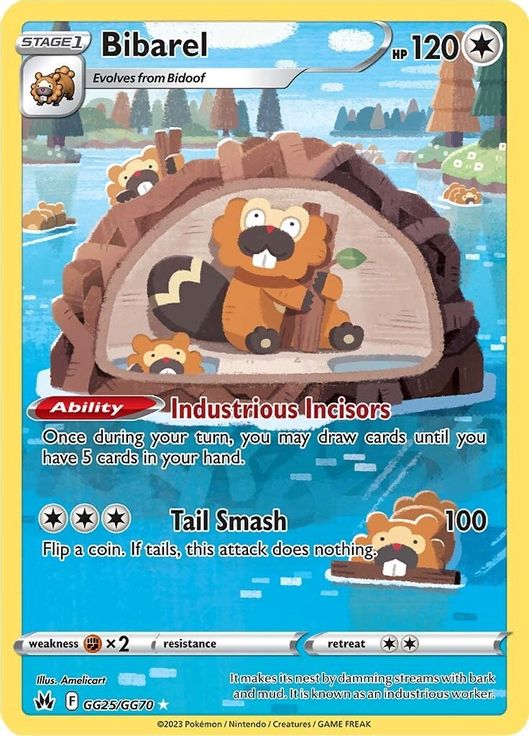 STAGE1
Bibarel
HP 120
Evolves from Bidoof
Ability
Industrious Incisors
Once during your turn, you may draw cards until you
have 5 cards in your hand.
Tail Smash 100
Flip a coin. If tails, this attack does nothing.
weakness ×2 resistance retreat
Illus. Amelicart
F GG25/GG70
It makes its nest by damming streams with bark
and mud. It is known as an industrious worker.
©2023 Pokémon / Nintendo / Creatures / GAME FREAK